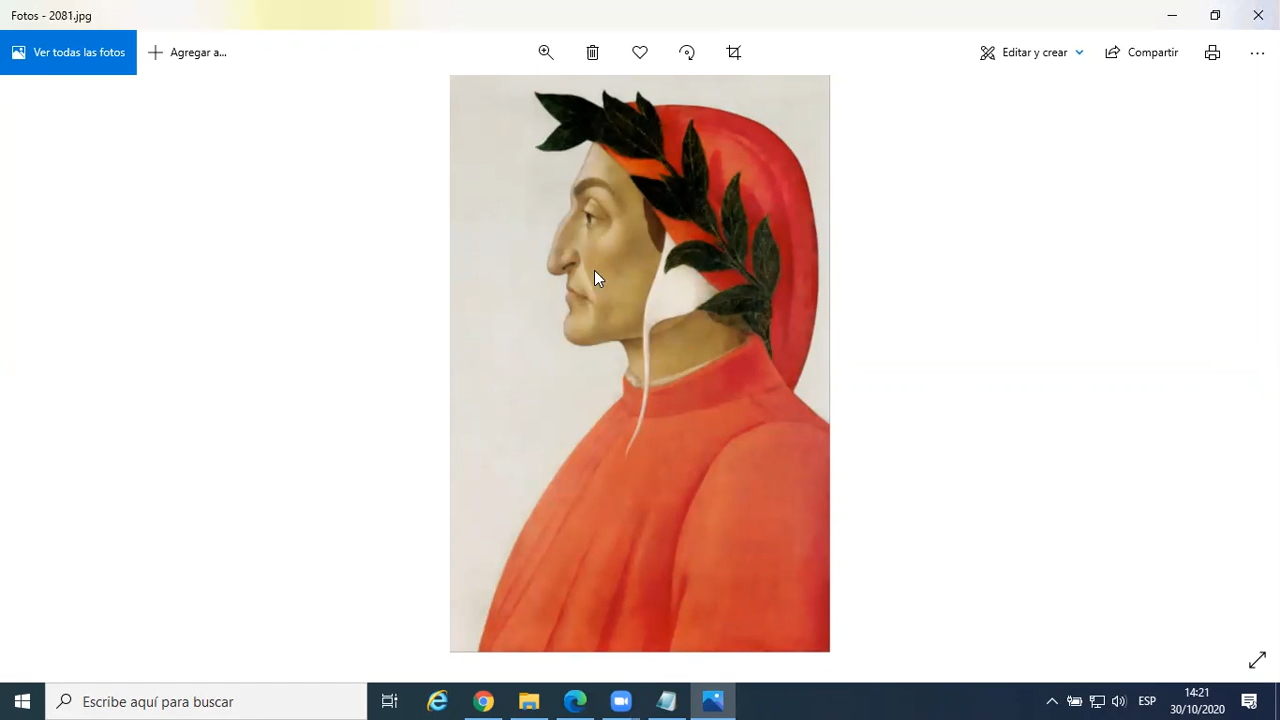 Fotos - 2081.jpg
Ver todas las fotos
Agregar a...
Editar y crear
Compartir
Escribe aquí para buscar
ESP
14:21
30/10/2020